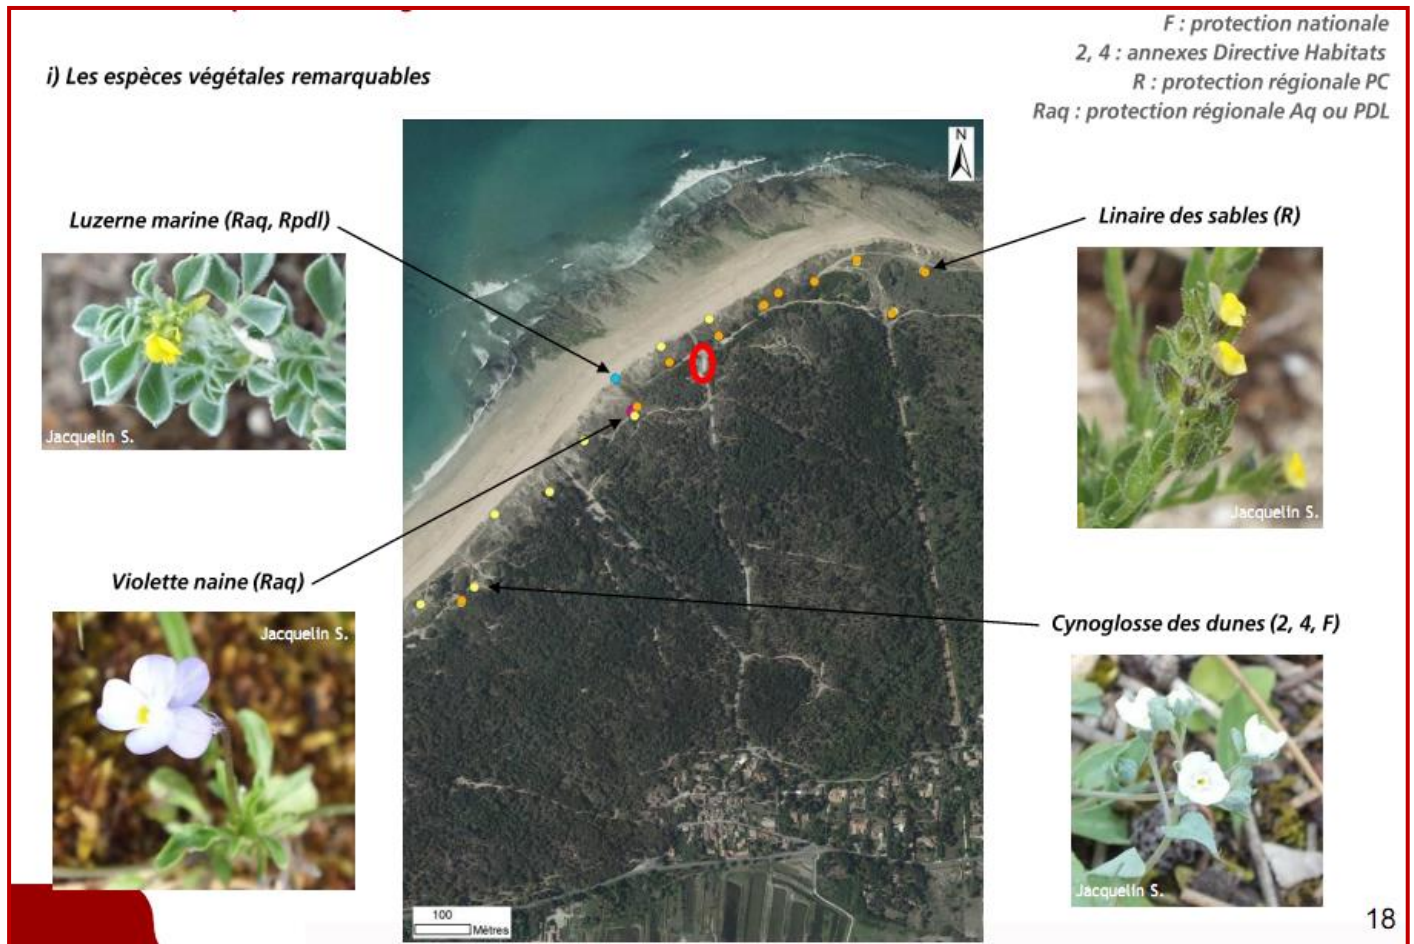 F : protection nationale
2, 4 : annexes Directive Habitats
R : protection régionale PC
Raq : protection régionale Aq ou PDL
i) Les espèces végétales remarquables
N
Luzerne marine (Raq, Rpdl)
Linaire des sables (R)
Jacquelin S.
Jacquelin S.
Violette naine (Raq)
Cynoglosse des dunes (2, 4, F)
Jacquelin S.
Jacquelin S.
100
Mètres
18